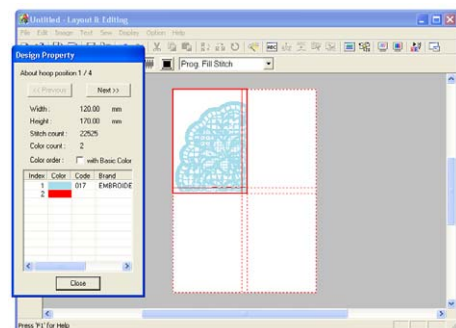 Untitled - Layout & Editing
File Edit Image Text Sew Display Option Help
Design Property
Prog. Fill Stitch
About hoop position 1 / 4
<< Previous Next >>
Width : 120.00 mm
Height : 170.00 mm
Stitch count : 22525
Color count : 2
Color order : with Basic Color
Index Color Code Brand
1 017 EMBROIDE
2
Close
Press 'F1' for Help